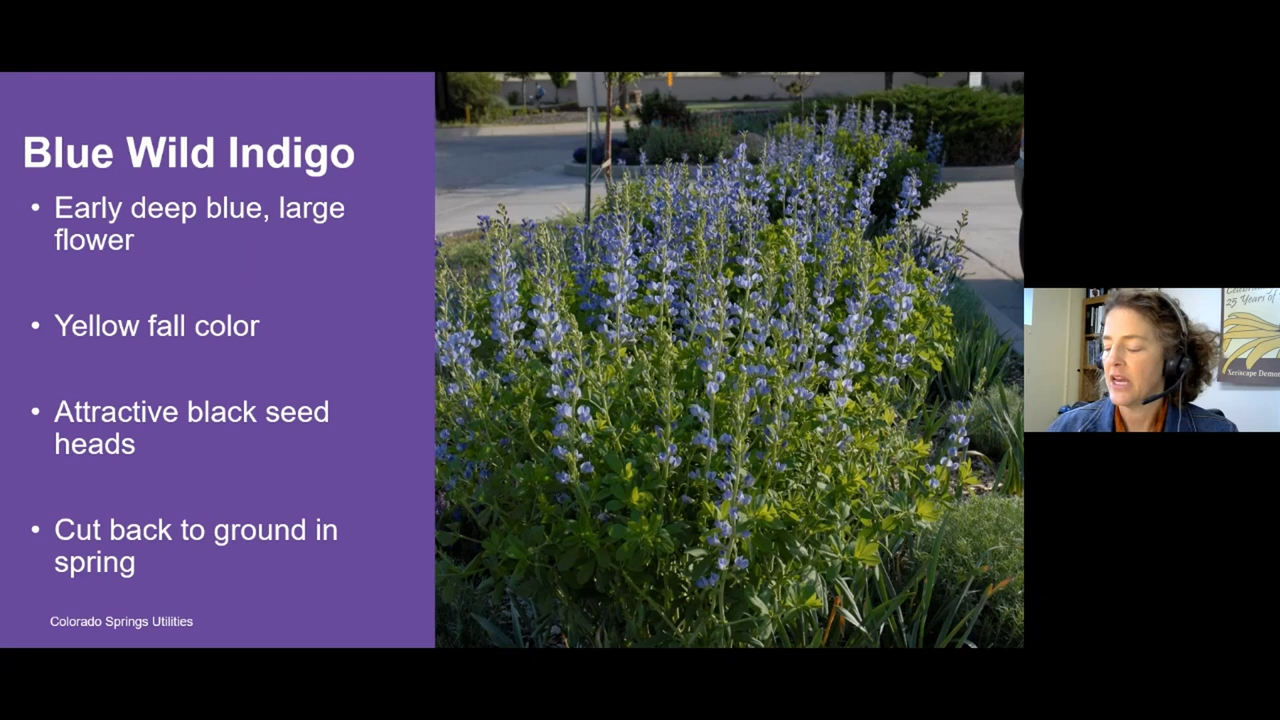 Blue Wild Indigo
• Early deep blue, large
flower
• Yellow fall color
• Attractive black seed
heads
• Cut back to ground in
spring
Colorado Springs Utilities
25 Years of
Xeriscape